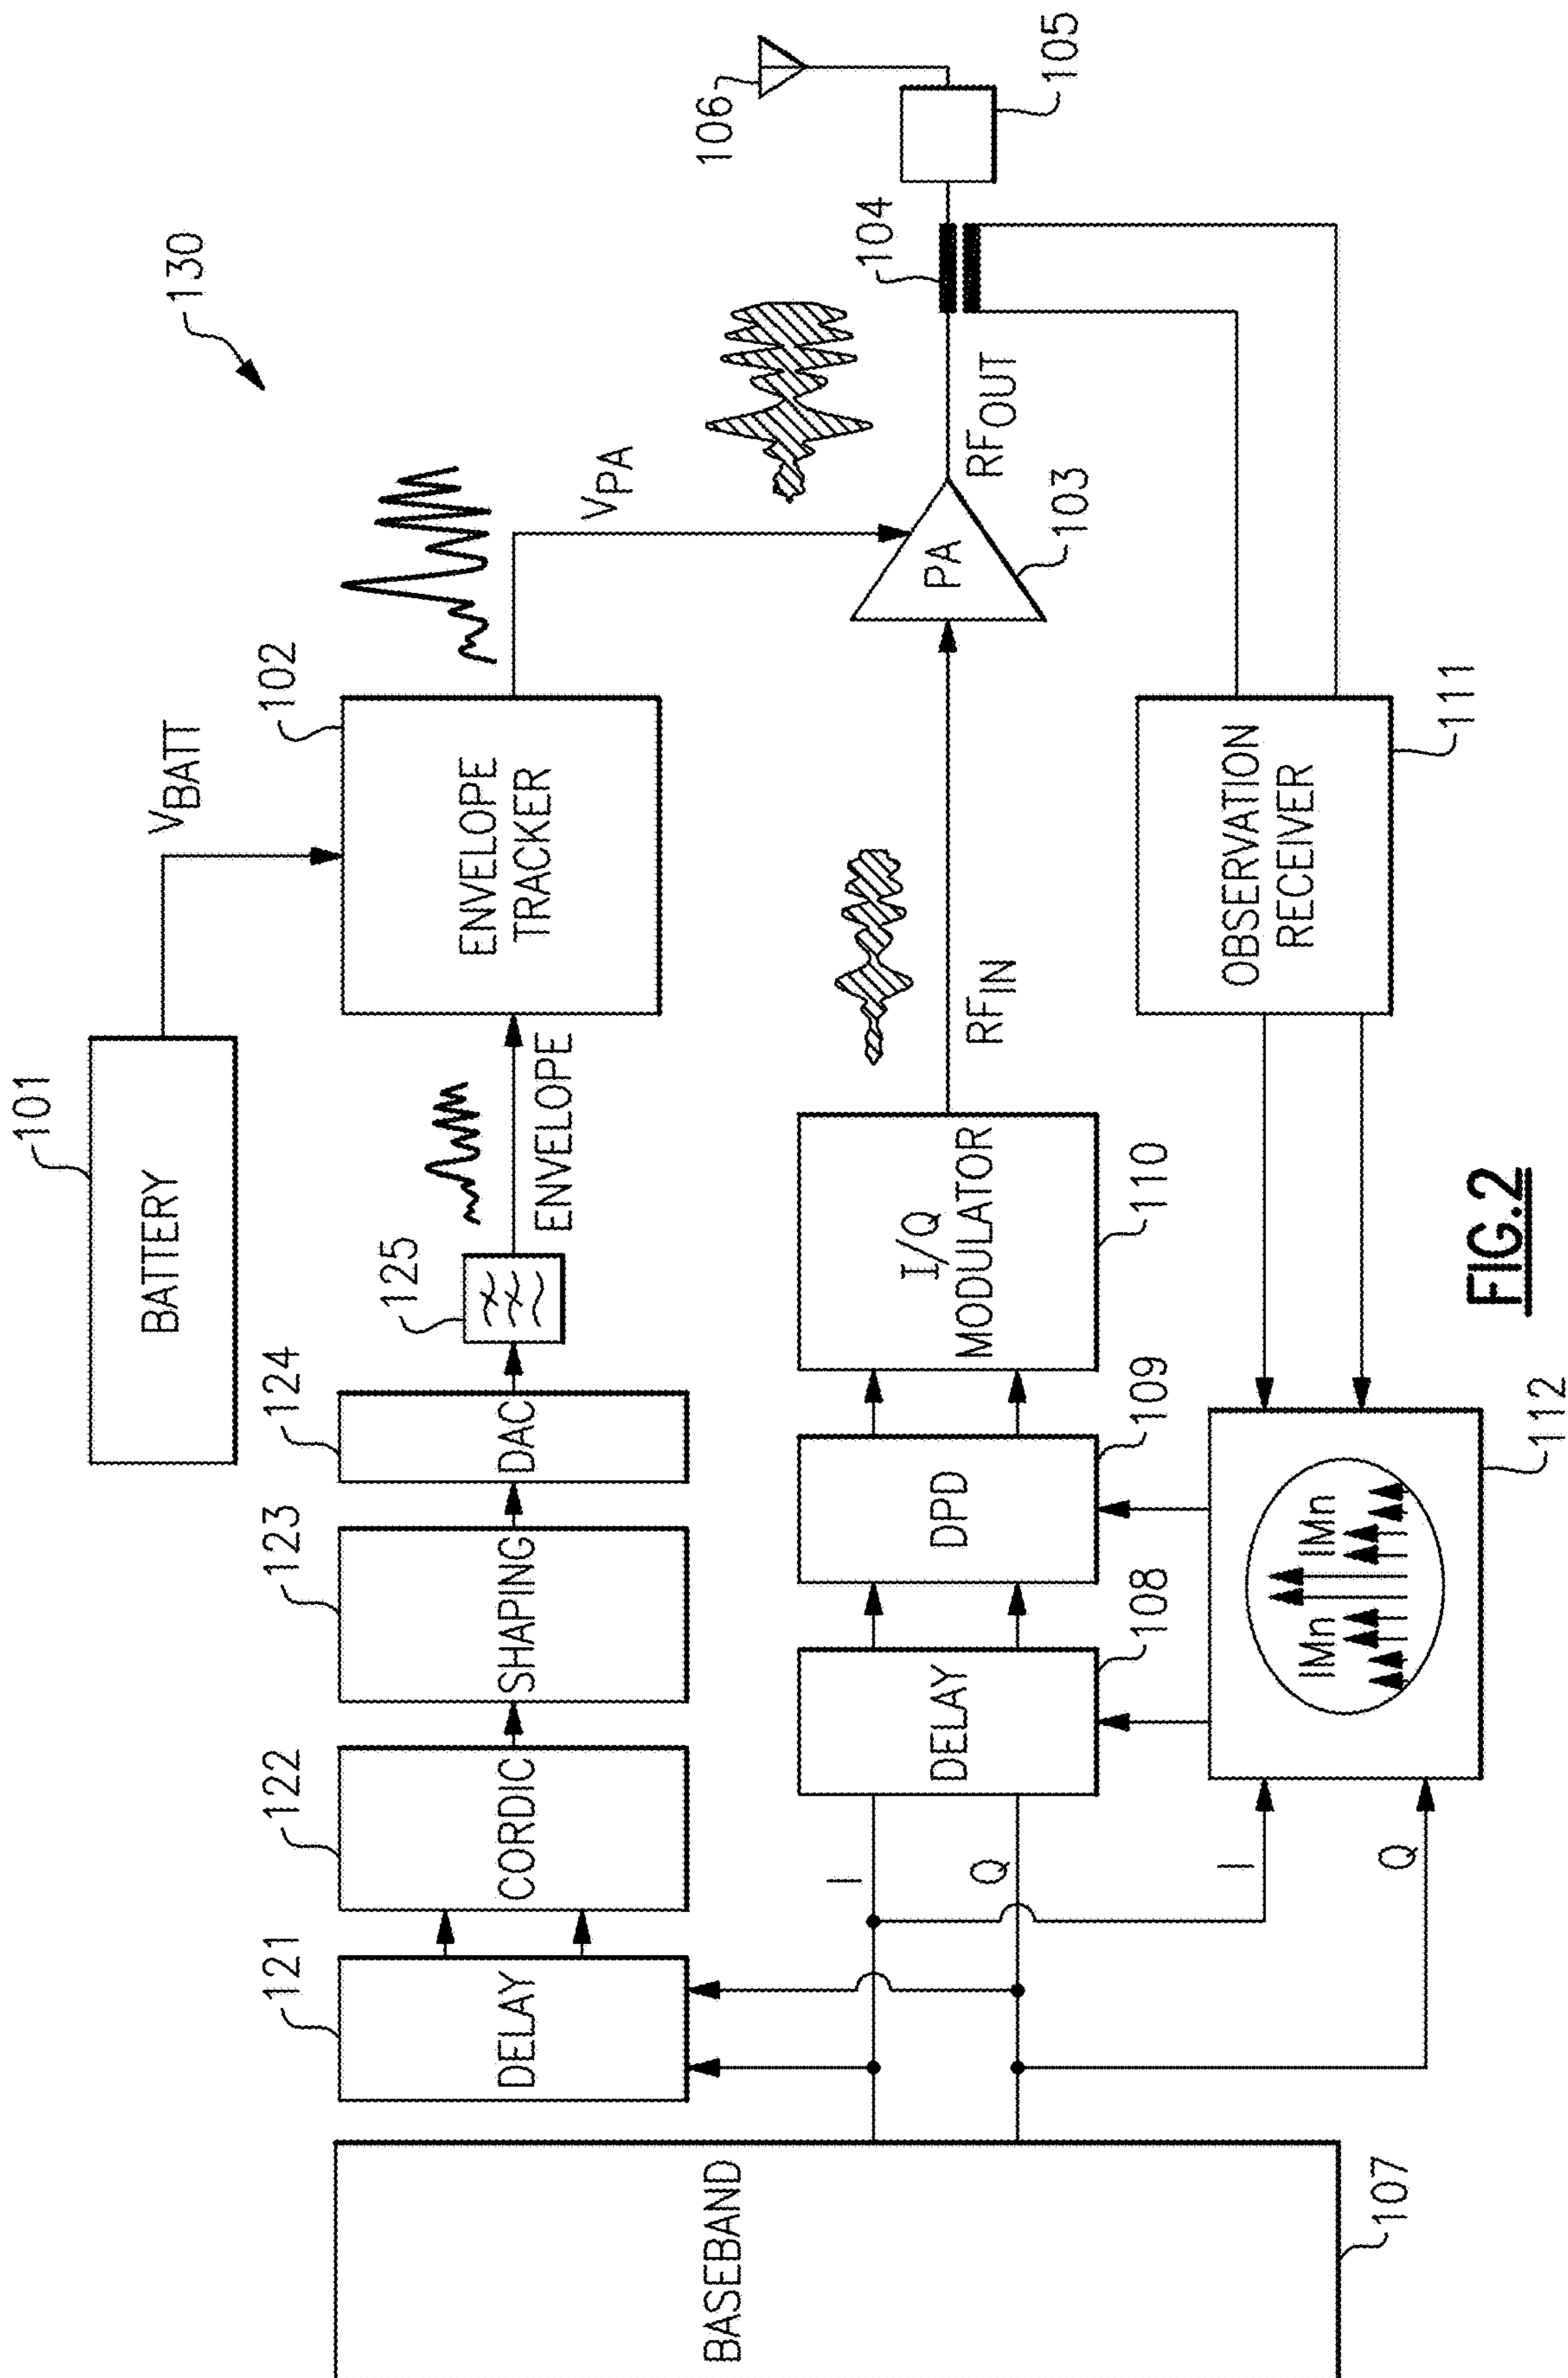 130
101
BATTERY
VBATT
102
ENVELOPE
TRACKER
VPA
121
DELAY
122
CORDIC
123
SHAPING
124
DAC
125
ENVELOPE
106
105
104
PA
103
RFOUT
RFIN
BASEBAND
107
I
Q
DELAY
108
DPD
109
I/Q
MODULATOR
110
I
Q
IMn
IMn
112
OBSERVATION
RECEIVER
111
FIG.2